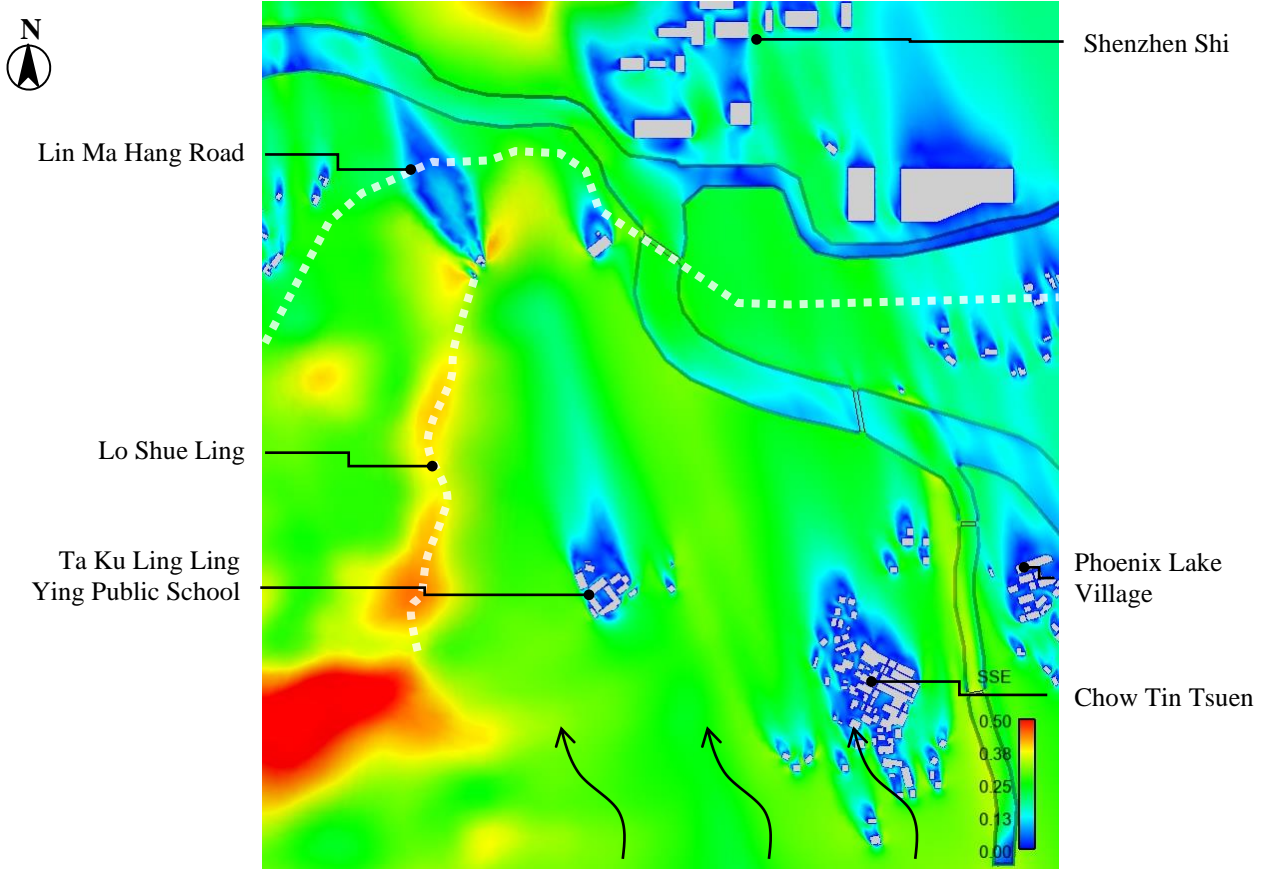 N
Shenzhen Shi
Lin Ma Hang Road
Lo Shue Ling
Ta Ku Ling Ling
Ying Public School
Phoenix Lake
Village
Chow Tin Tsuen
SSE
0.50
0.38
0.25
0.13
0.00